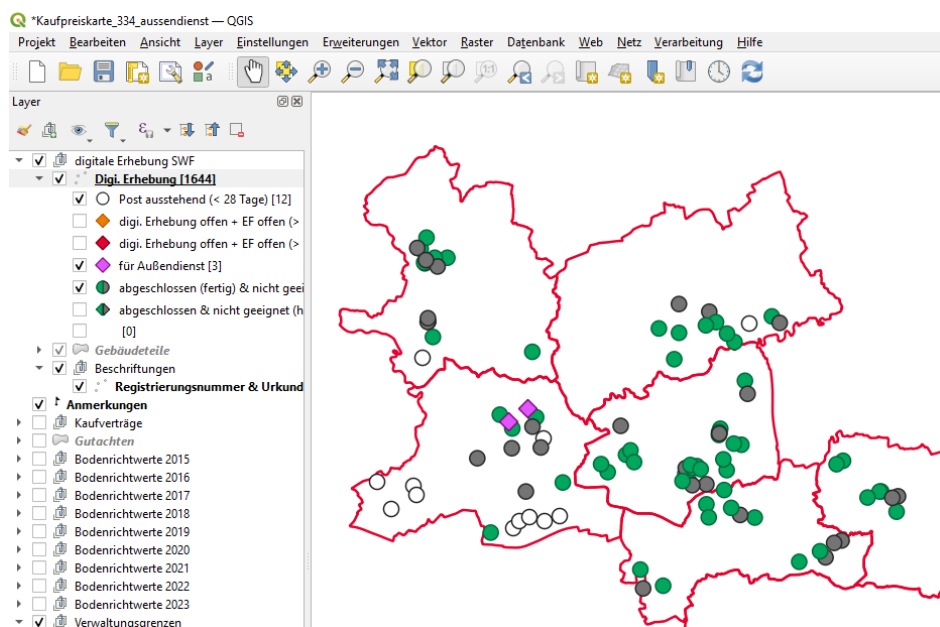 *Kaufpreiskarte_334_aussendienst — QGIS
Projekt Bearbeiten Ansicht Layer Einstellungen Erweiterungen Vektor Raster Datenbank Web Netz Verarbeitung Hilfe
Layer
digitale Erhebung SWF
Digi. Erhebung [1644]
Post ausstehend (< 28 Tage) [12]
digi. Erhebung offen + EF offen (>
digi. Erhebung offen + EF offen (>
für Außendienst [3]
abgeschlossen (fertig) & nicht geei
abgeschlossen & nicht geeignet (h
[0]
Gebäudeteile
Beschriftungen
Registrierungsnummer & Urkund
Anmerkungen
Kaufverträge
Gutachten
Bodenrichtwerte 2015
Bodenrichtwerte 2016
Bodenrichtwerte 2017
Bodenrichtwerte 2018
Bodenrichtwerte 2019
Bodenrichtwerte 2020
Bodenrichtwerte 2021
Bodenrichtwerte 2022
Bodenrichtwerte 2023
Verwaltungsgrenzen